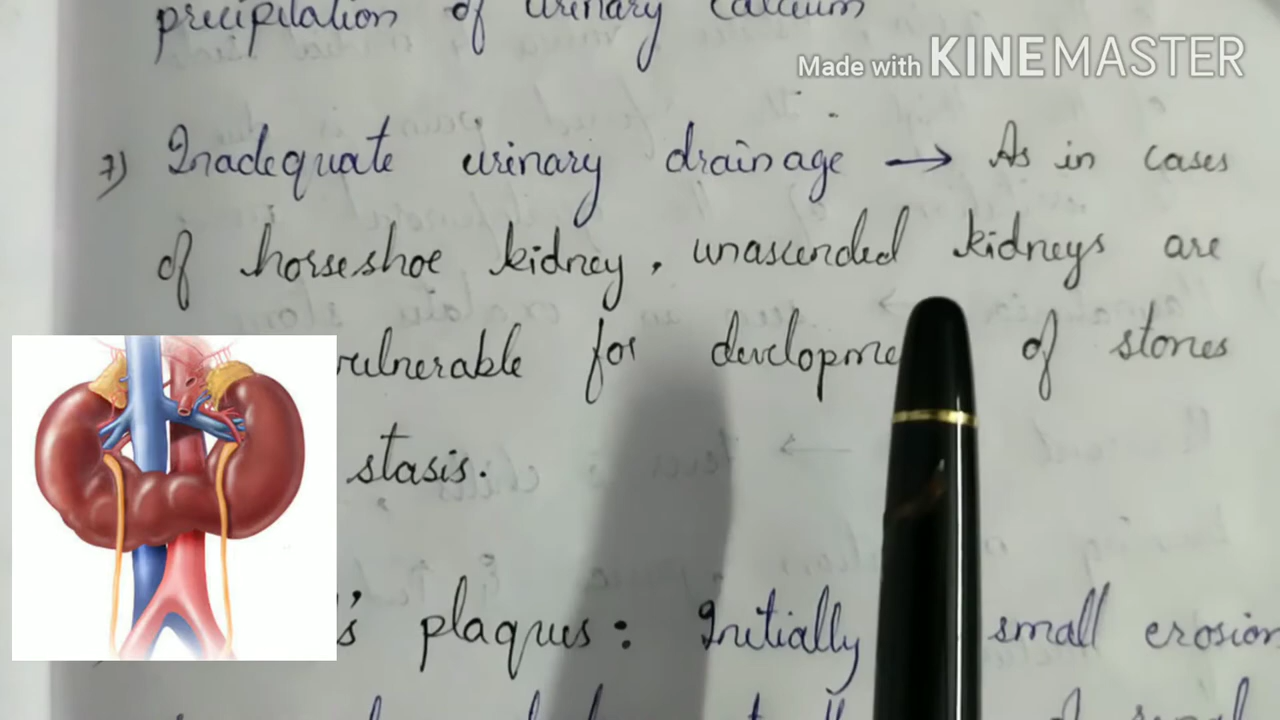 precipitation of urinary calcium
Made with KINEMASTER
7) Inadequate urinary drainage → As in cases
of horseshoe kidney, unascended kidneys are
vulnerable for developme of stones
stasis.
's plaques: Initially small erosion